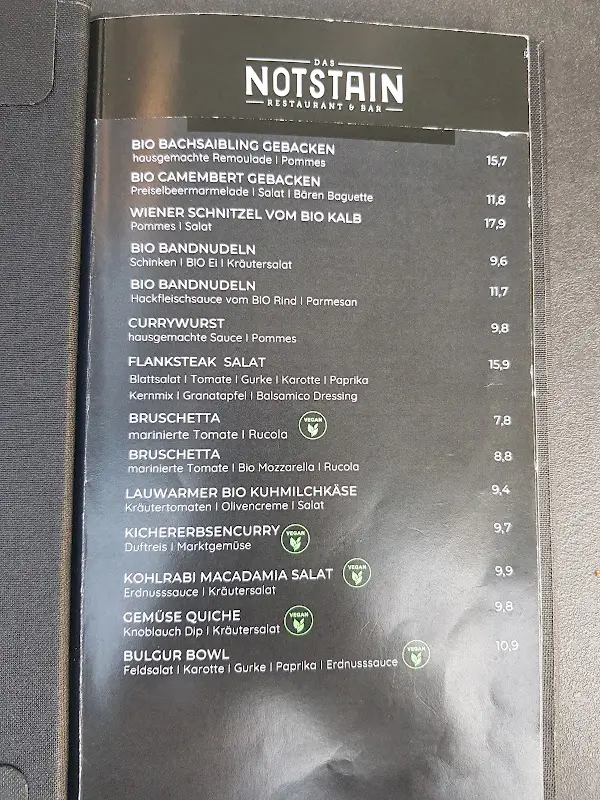 DAS
NOTSTAIN
RESTAURANT & BAR
BIO BACHSAIBLING GEBACKEN
hausgemachte Remoulade | Pommes 15,7
BIO CAMEMBERT GEBACKEN
Preiselbeermarmelade | Salat | Bären Baguette 11,8
WIENER SCHNITZEL VOM BIO KALB
Pommes | Salat 17,9
BIO BANDNUDELN
Schinken | BIO Ei | Kräutersalat 9,6
BIO BANDNUDELN
Hackfleischsauce vom BIO Rind | Parmesan 11,7
CURRYWURST
hausgemachte Sauce | Pommes 9,8
FLANKSTEAK SALAT 15,9
Blattsalat | Tomate | Gurke | Karotte | Paprika
Kernmix | Granatapfel | Balsamico Dressing
BRUSCHETTA VEGAN 7,8
marinierte Tomate | Rucola
BRUSCHETTA 8,8
marinierte Tomate | Bio Mozzarella | Rucola
LAUWARMER BIO KUHMILCHKÄSE 9,4
Kräutertomaten | Olivencreme | Salat
KICHERERBSENCURRY VEGAN 9,7
Duftreis | Marktgemüse
KOHLRABI MACADAMIA SALAT VEGAN 9,9
Erdnusssauce | Kräutersalat
GEMÜSE QUICHE VEGAN 9,8
Knoblauch Dip | Kräutersalat
BULGUR BOWL VEGAN 10,9
Feldsalat | Karotte | Gurke | Paprika | Erdnusssauce